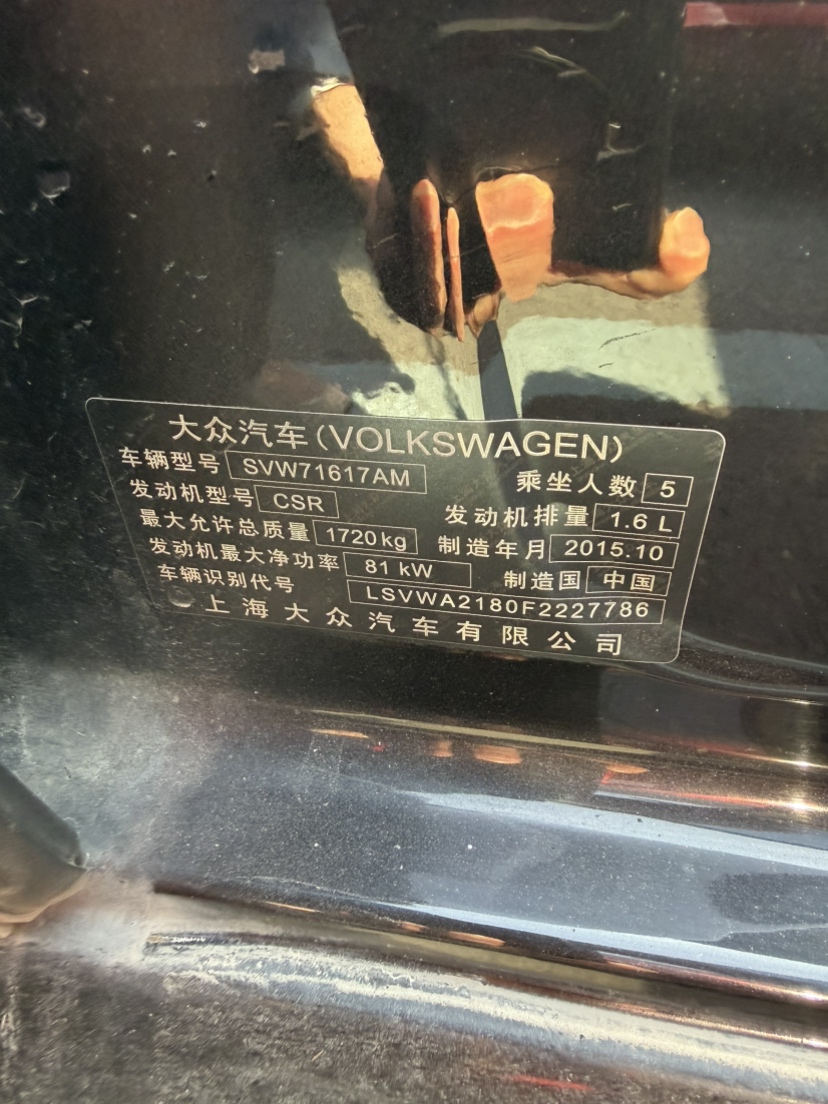 大众汽车(VOLKSWAGEN)
车辆型号 SVW71617AM 乘坐人数 5
发动机型号 CSR 发动机排量 1.6 L
最大允许总质量 1720kg 制造年月 2015.10
发动机最大净功率 81 kW 制造国 中国
车辆识别代号 LSVWA2180F2227786
上海大众汽车有限公司